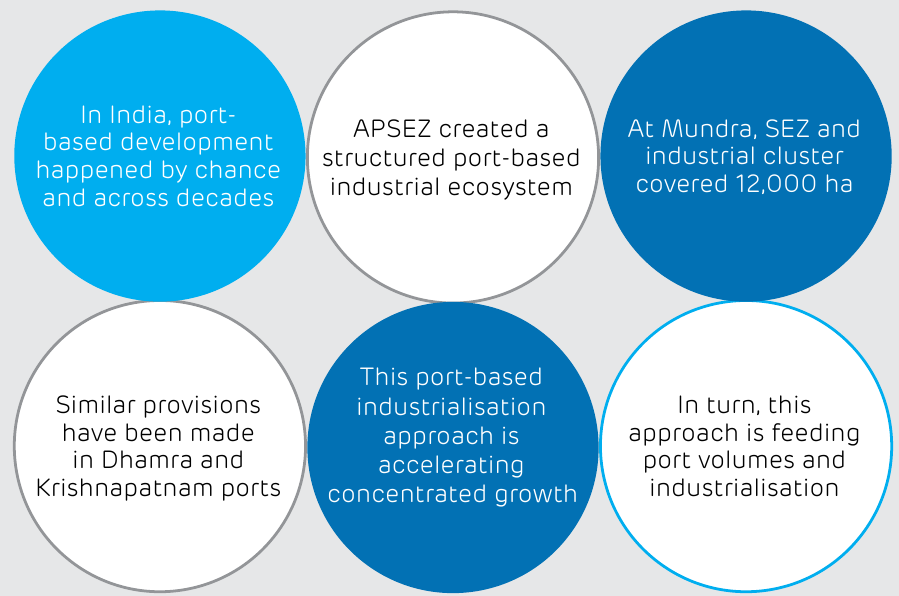 In India, port-
based development
happened by chance
and across decades
APSEZ created a
structured port-based
industrial ecosystem
At Mundra, SEZ and
industrial cluster
covered 12,000 ha
Similar provisions
have been made
in Dhamra and
Krishnapatnam ports
This port-based
industrialisation
approach is
accelerating
concentrated growth
In turn, this
approach is feeding
port volumes and
industrialisation